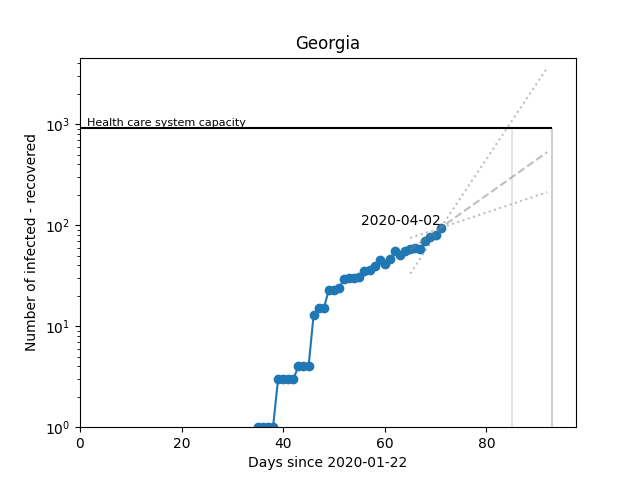 Georgia
Number of infected - recovered
10³
Health care system capacity
10²
2020-04-02
10¹
10⁰
0 20 40 60 80
Days since 2020-01-22